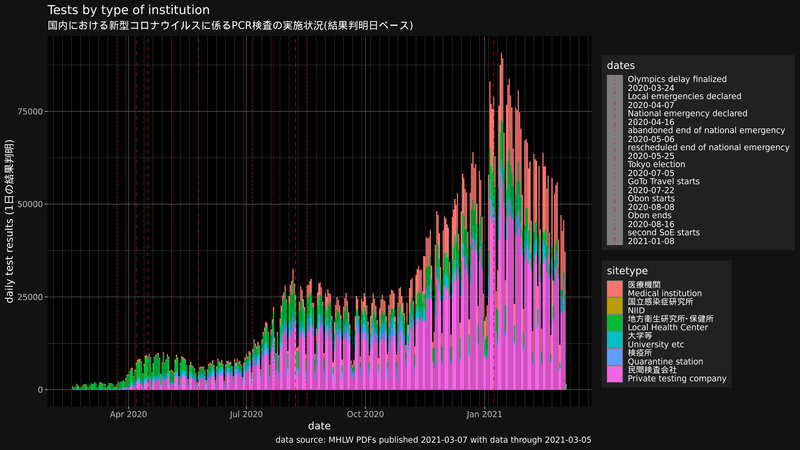 Tests by type of institution
国内における新型コロナウイルスに係るPCR検査の実施状況(結果判明日ベース)
daily test results (1日の結果判明)
75000
50000
25000
0
Apr 2020
Jul 2020
Oct 2020
Jan 2021
date
data source: MHLW PDFs published 2021-03-07 with data through 2021-03-05
dates
Olympics delay finalized
2020-03-24
Local emergencies declared
2020-04-07
National emergency declared
2020-04-16
abandoned end of national emergency
2020-05-06
rescheduled end of national emergency
2020-05-25
Tokyo election
2020-07-05
GoTo Travel starts
2020-07-22
Obon starts
2020-08-08
Obon ends
2020-08-16
second SoE starts
2021-01-08
sitetype
医療機関
Medical institution
国立感染症研究所
NIID
地方衛生研究所･保健所
Local Health Center
大学等
University etc
検疫所
Quarantine station
民間検査会社
Private testing company